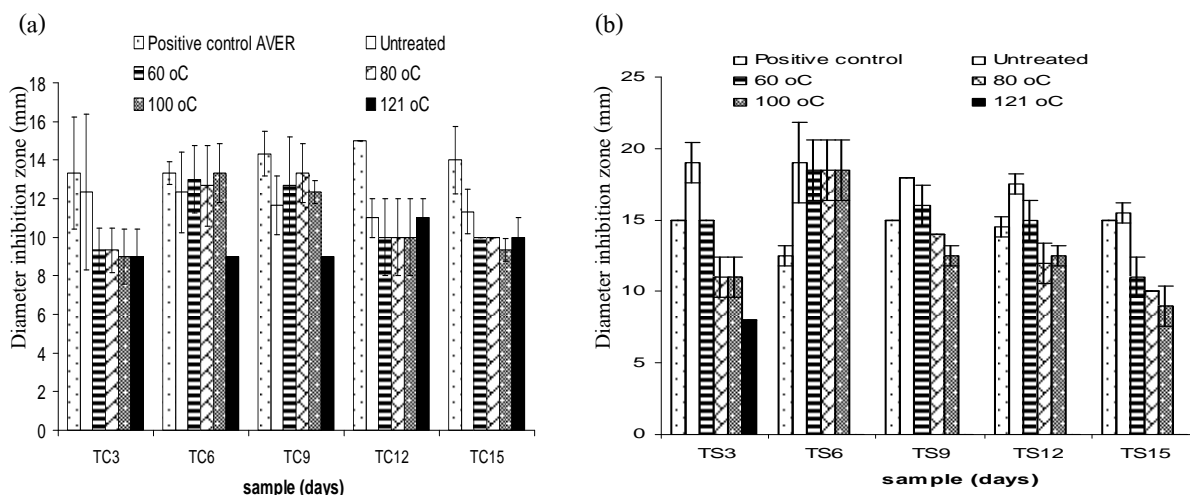 (a)
Positive control AVER
Untreated
60 oC
80 oC
100 oC
121 oC
Diameter inhibition zone (mm)
18
16
14
12
10
8
6
4
2
0
TC3 TC6 TC9 TC12 TC15
sample (days)
(b)
Positive control
Untreated
60 oC
80 oC
100 oC
121 oC
Diameter inhibition zone (mm)
25
20
15
10
5
0
TS3 TS6 TS9 TS12 TS15
sample (days)